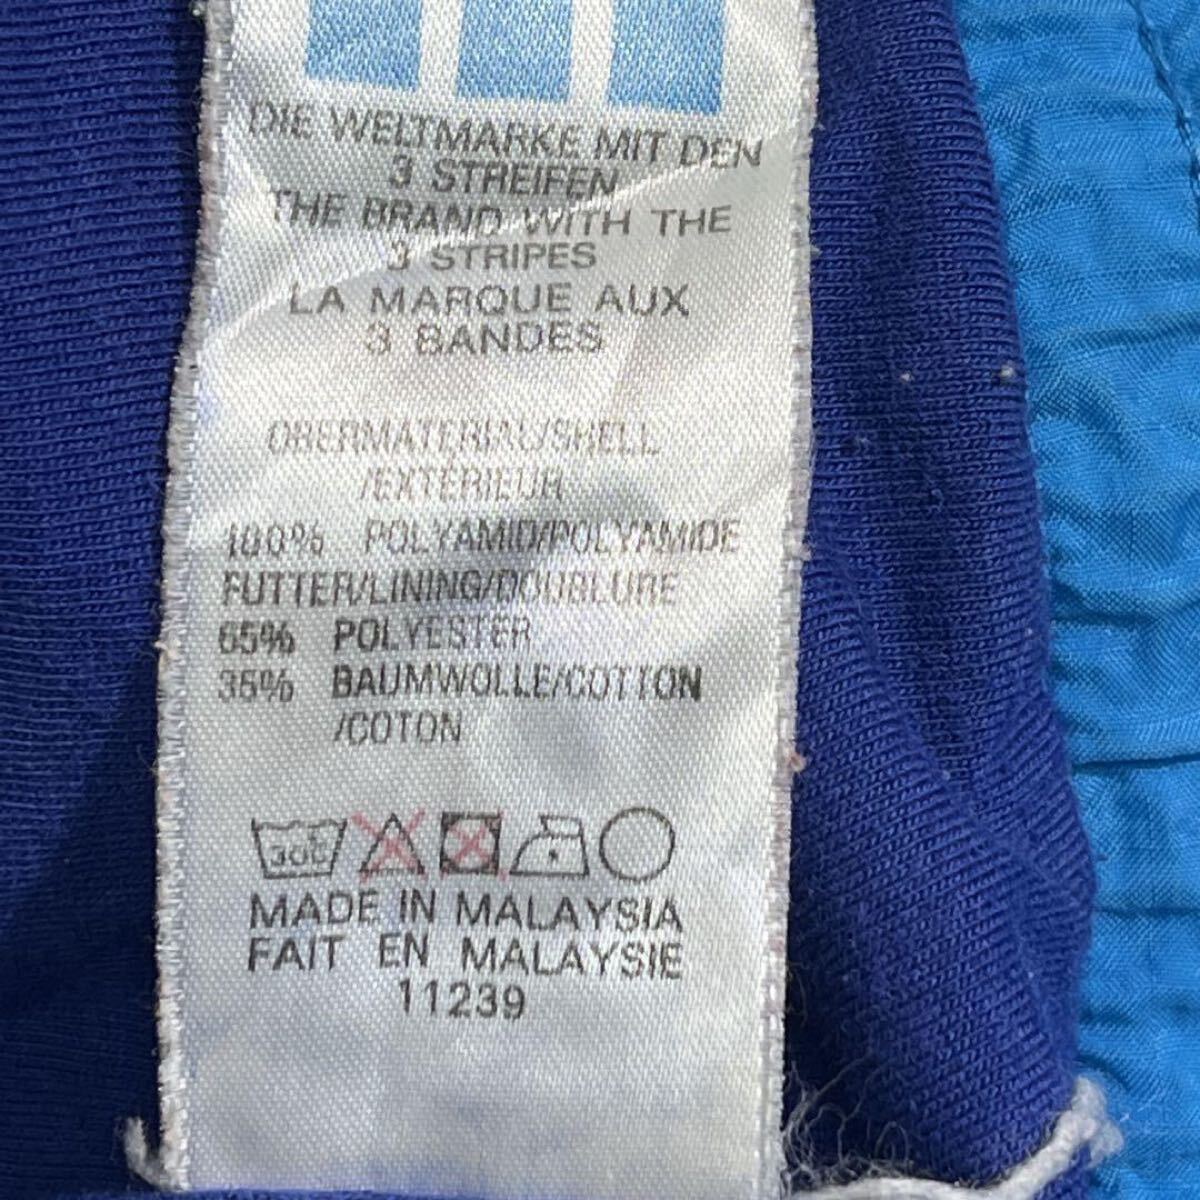 DIE WELTMARKE MIT DEN
3 STREIFEN
THE BRAND WITH THE
3 STRIPES
LA MARQUE AUX
3 BANDES
OBERMATERIAL/SHELL
/EXTÉRIEUR
100% POLYAMID/POLYAMIDE
FUTTER/LINING/DOUBLURE
65% POLYESTER
35% BAUMWOLLE/COTTON
/COTON
30°C
MADE IN MALAYSIA
FAIT EN MALAYSIE
11239